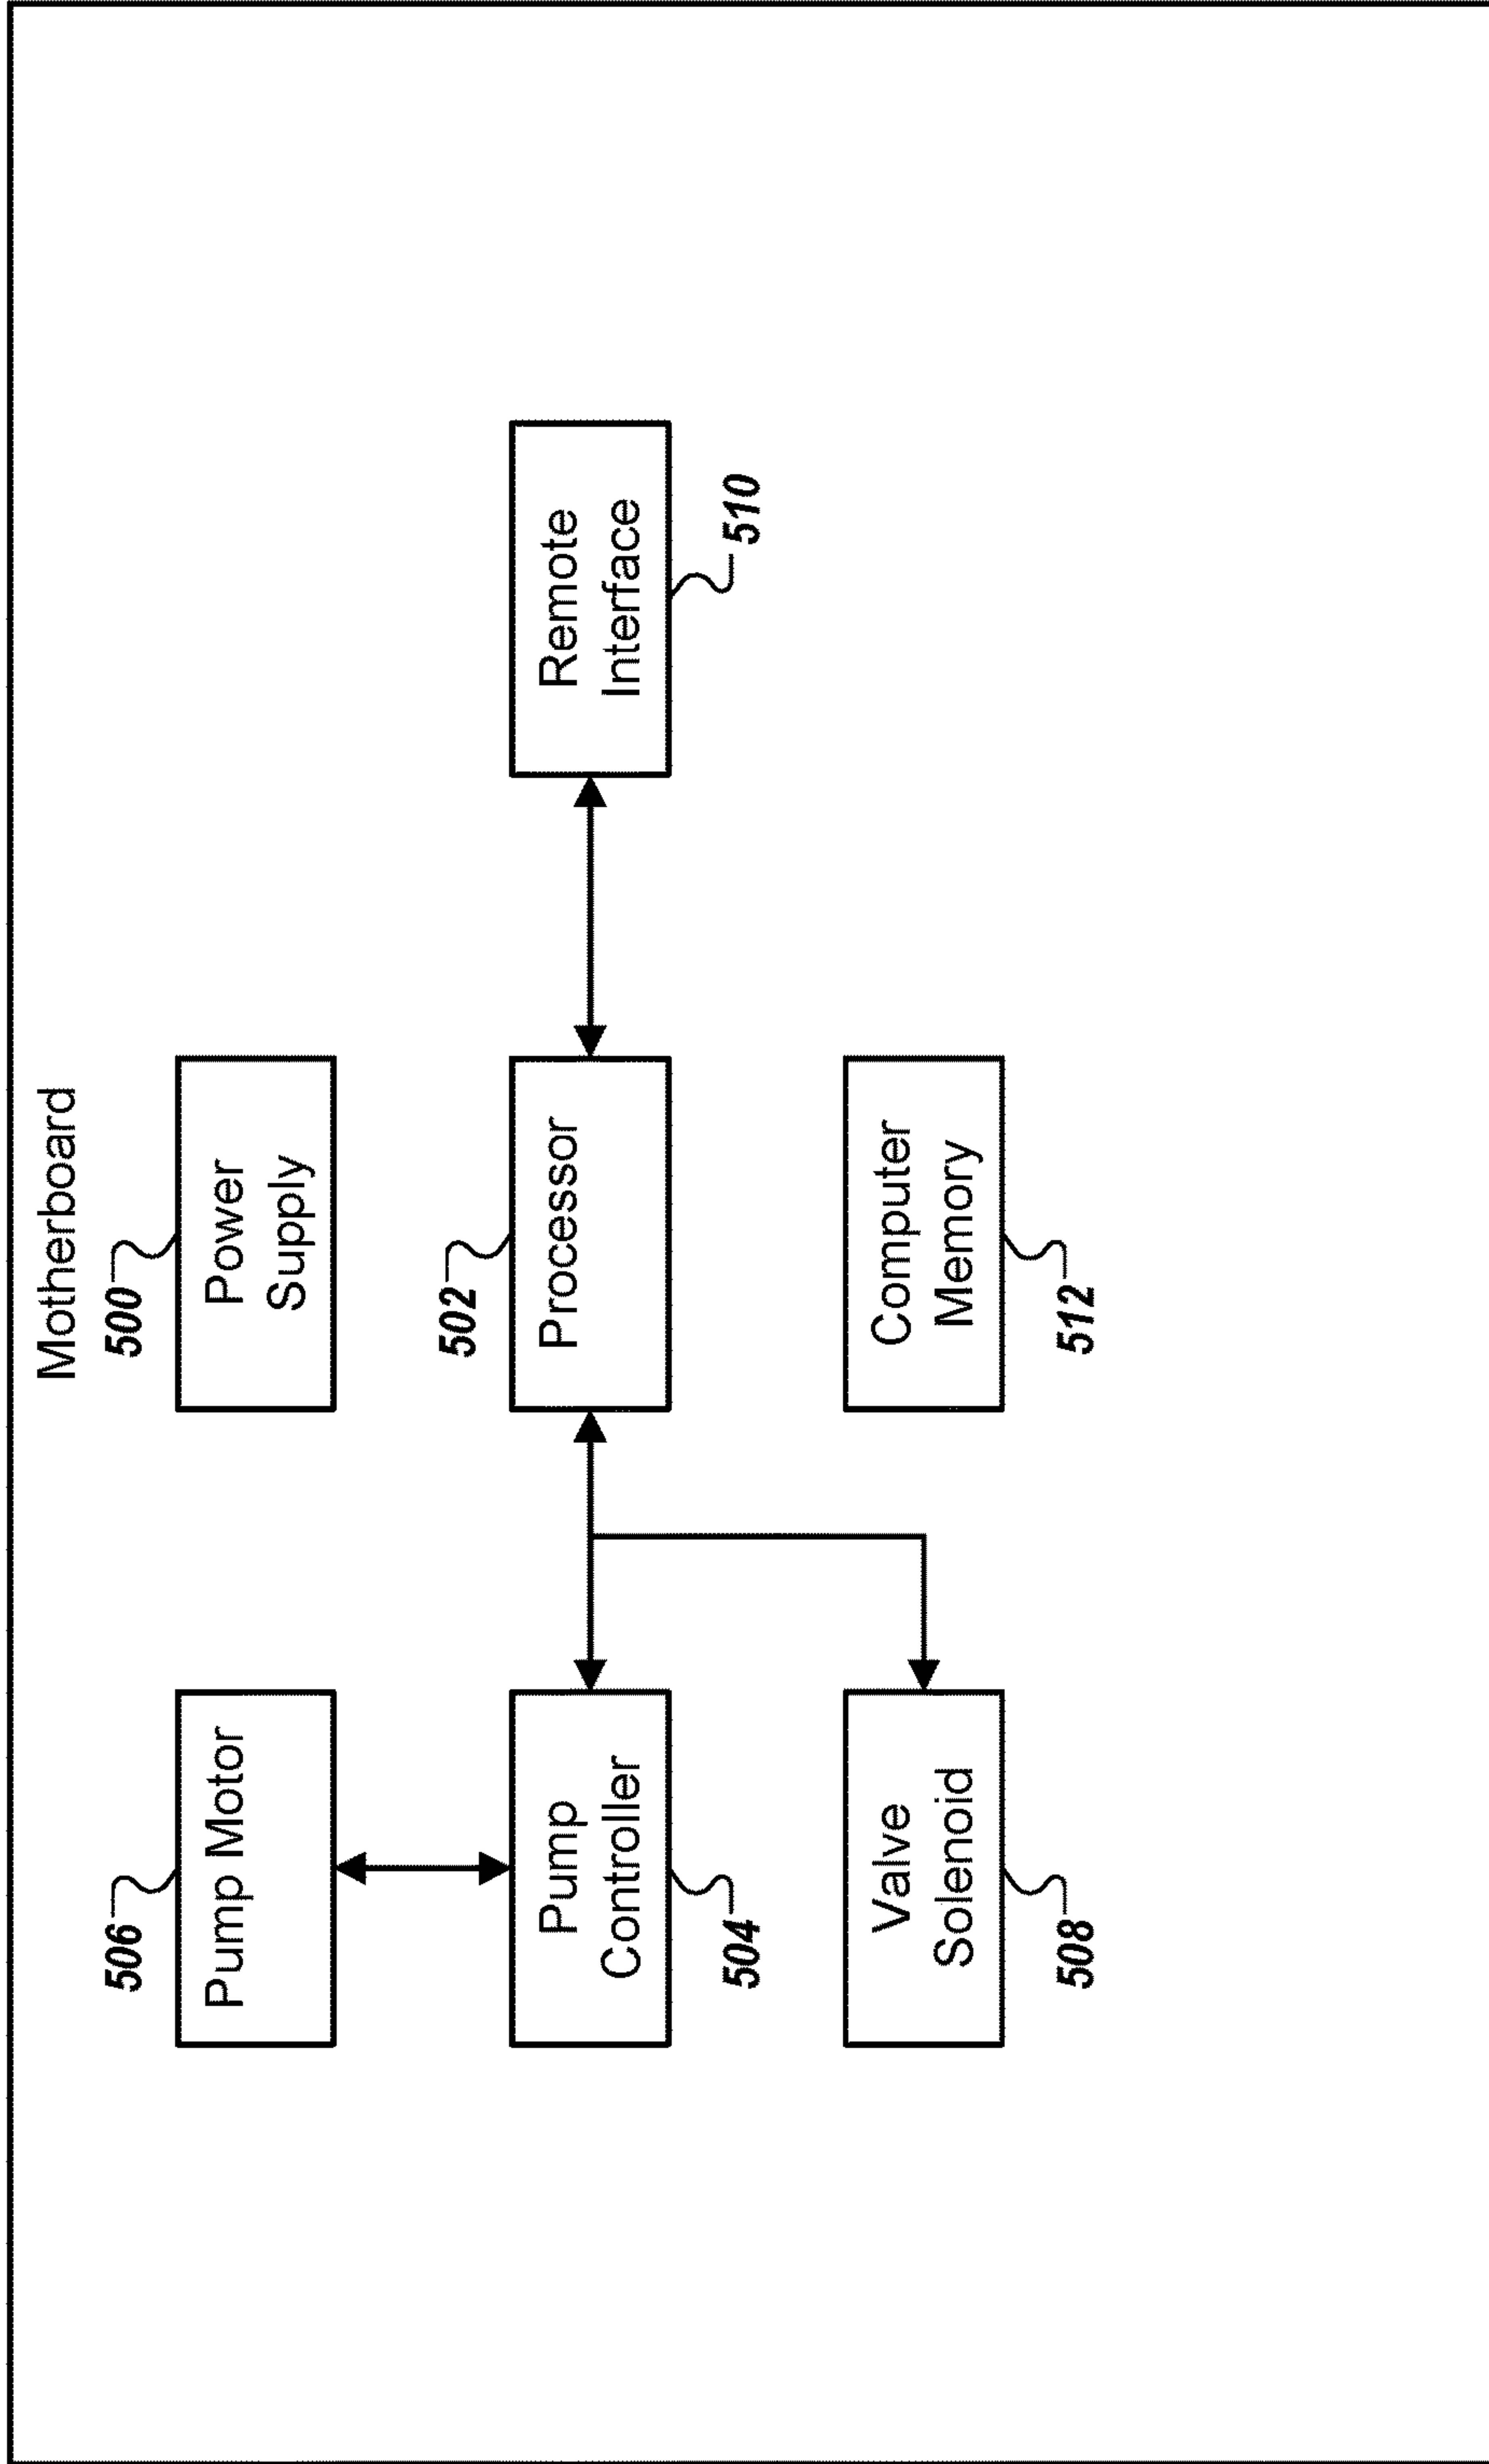 Motherboard
506
Pump Motor
500
Power
Supply
504
Pump
Controller
502
Processor
510
Remote
Interface
508
Valve
Solenoid
512
Computer
Memory